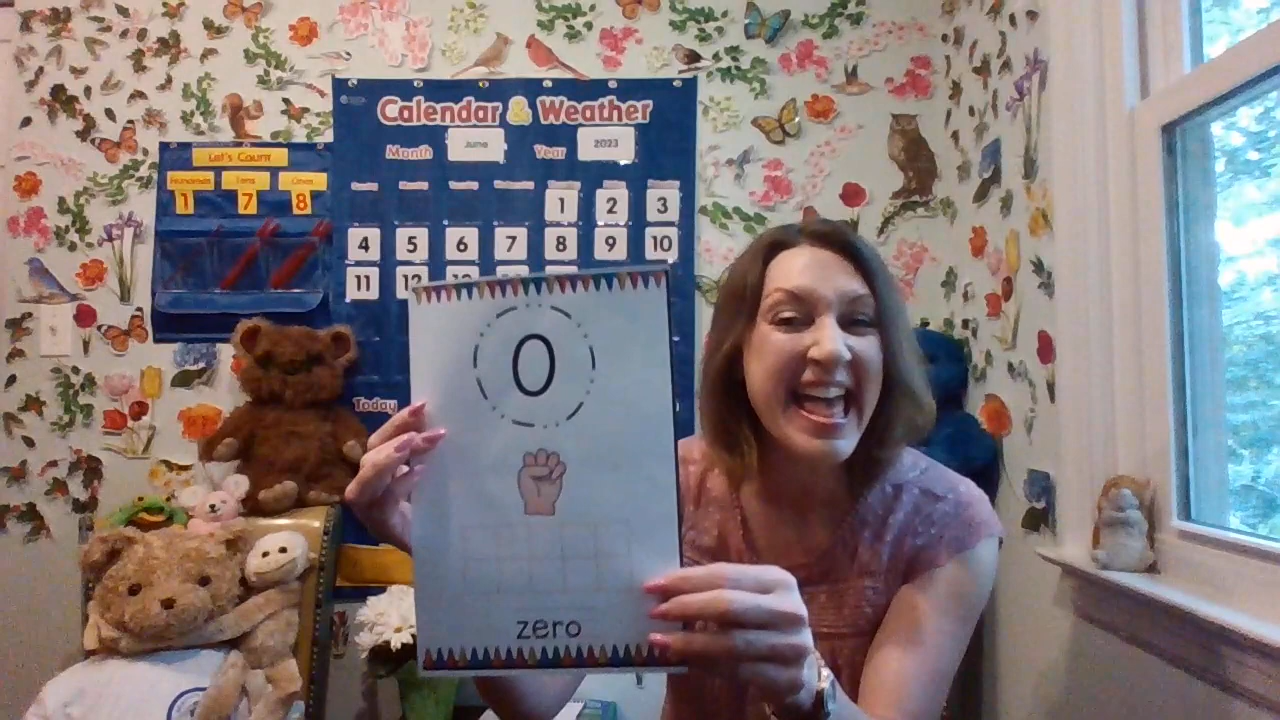 Calendar & Weather
Month June Year 2023
Let's Count
Hundreds Tens Ones
1 7 8
1 2 3
4 5 6 7 8 9 10
11 12
Today
0
zero